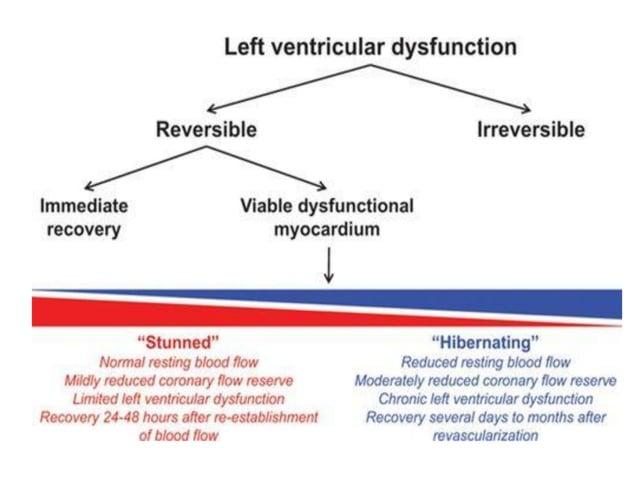 Left ventricular dysfunction
Reversible
Irreversible
Immediate
recovery
Viable dysfunctional
myocardium
“Stunned”
Normal resting blood flow
Mildly reduced coronary flow reserve
Limited left ventricular dysfunction
Recovery 24-48 hours after re-establishment
of blood flow
“Hibernating”
Reduced resting blood flow
Moderately reduced coronary flow reserve
Chronic left ventricular dysfunction
Recovery several days to months after
revascularization